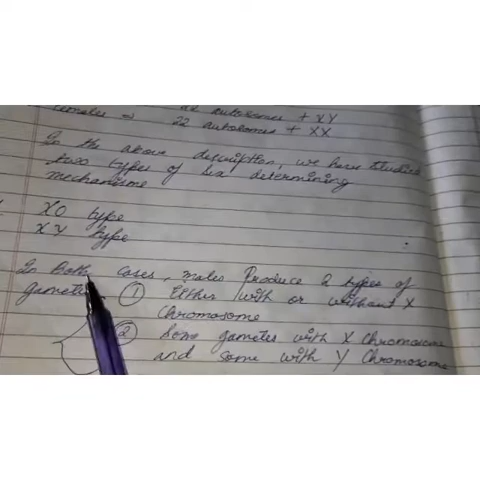 22 autosomes + XY
Females = 22 autosomes + XX
In the above description, we have studied
two types of sex determining
mechanisms
XO type
XY type
In Both cases, males Produce 2 types of
gametes ① Either with or without X
Chromosome
② Some gametes with X Chromosome
and some with Y Chromosome